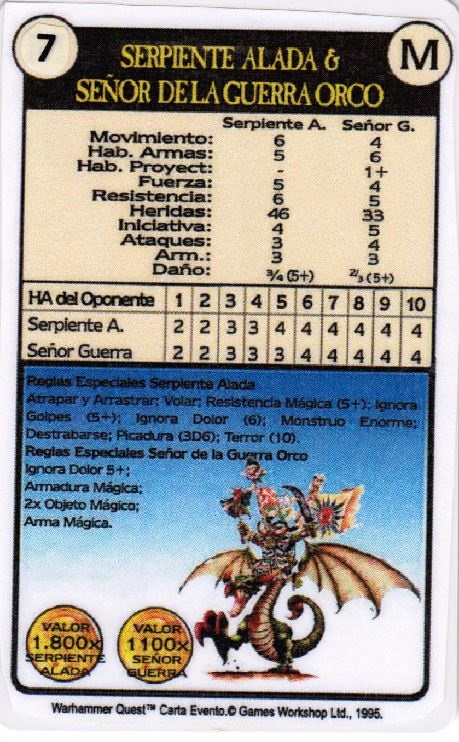 7
M
SERPIENTE ALADA &
SEÑOR DE LA GUERRA ORCO
Serpiente A. Señor G.
Movimiento: 6 4
Hab. Armas: 5 6
Hab. Proyect: - 1+
Fuerza: 5 4
Resistencia: 6 5
Heridas: 46 33
Iniciativa: 4 5
Ataques: 3 4
Arm.: 3 3
Daño: ¾ (5+) 2/3 (5+)
HA del Oponente 1 2 3 4 5 6 7 8 9 10
Serpiente A. 2 2 3 3 4 4 4 4 4 4
Señor Guerra 2 2 3 3 3 4 4 4 4 4
Reglas Especiales Serpiente Alada
Atrapar y Arrastrar; Volar; Resistencia Mágica (5+); Ignora
Golpes (5+); Ignora Dolor (6); Monstruo Enorme;
Destrabarse; Picadura (3D6); Terror (10).
Reglas Especiales Señor de la Guerra Orco
Ignora Dolor 5+;
Armadura Mágica;
2x Objeto Mágico;
Arma Mágica.
VALOR
1.800x
SERPIENTE
ALADA
VALOR
1100x
SEÑOR
GUERRA
Warhammer Quest™ Carta Evento.© Games Workshop Ltd., 1995.